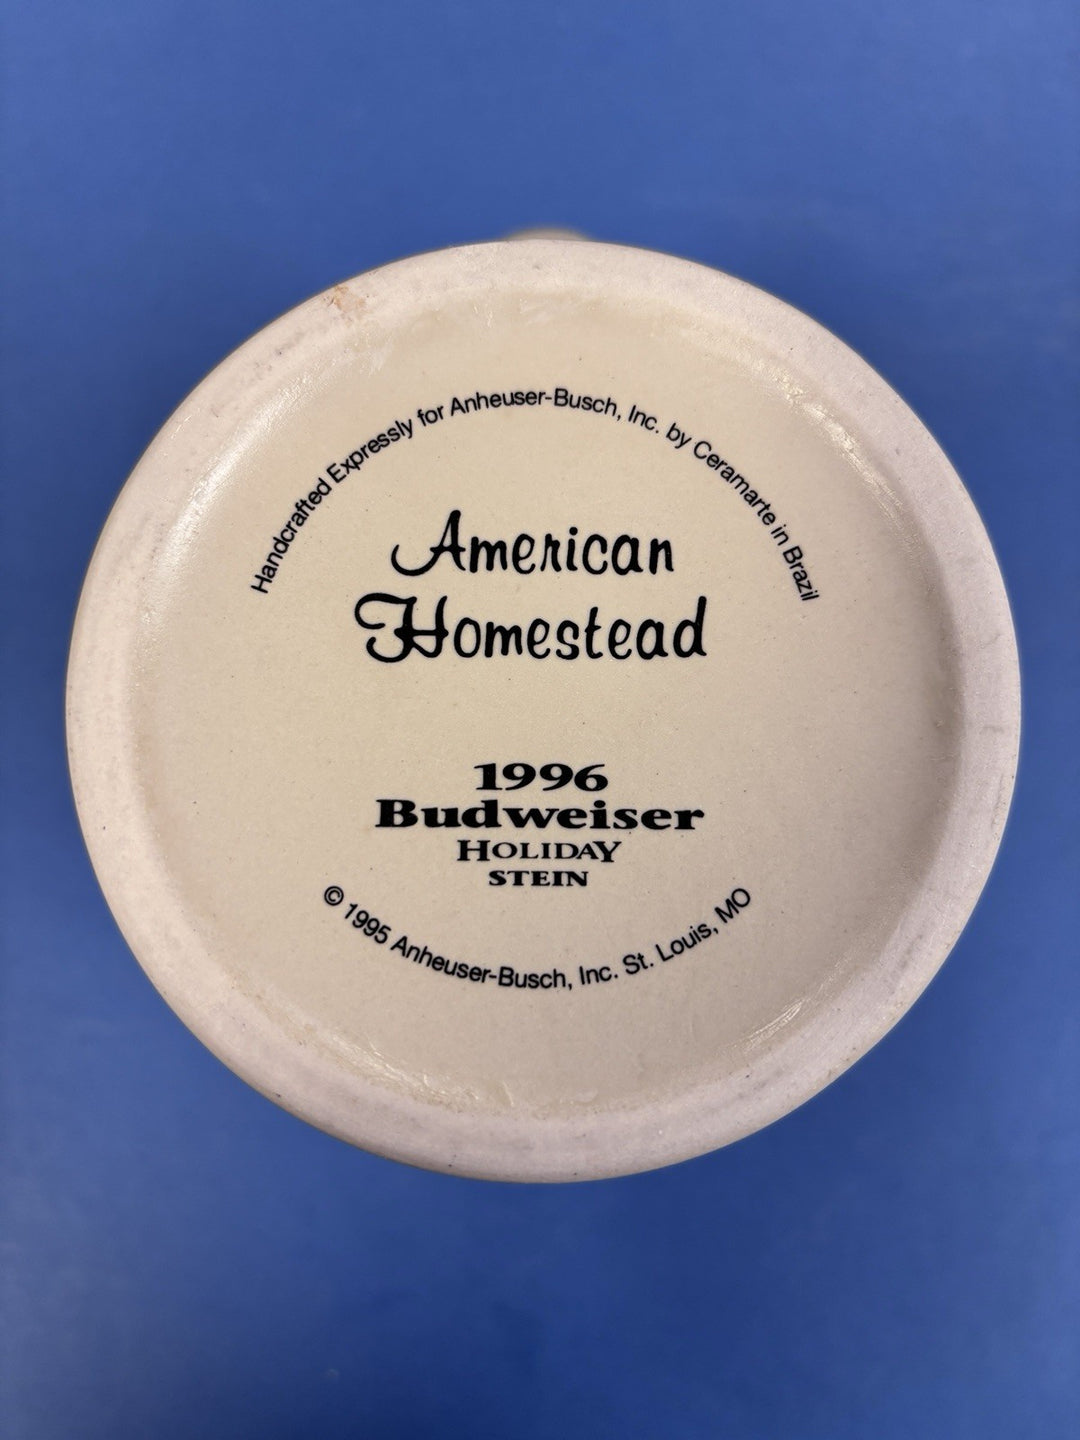 Handcrafted Expressly for Anheuser-Busch, Inc. by Ceramarte in Brazil
American
Homestead
1996
Budweiser
HOLIDAY
STEIN
© 1995 Anheuser-Busch, Inc. St. Louis, MO